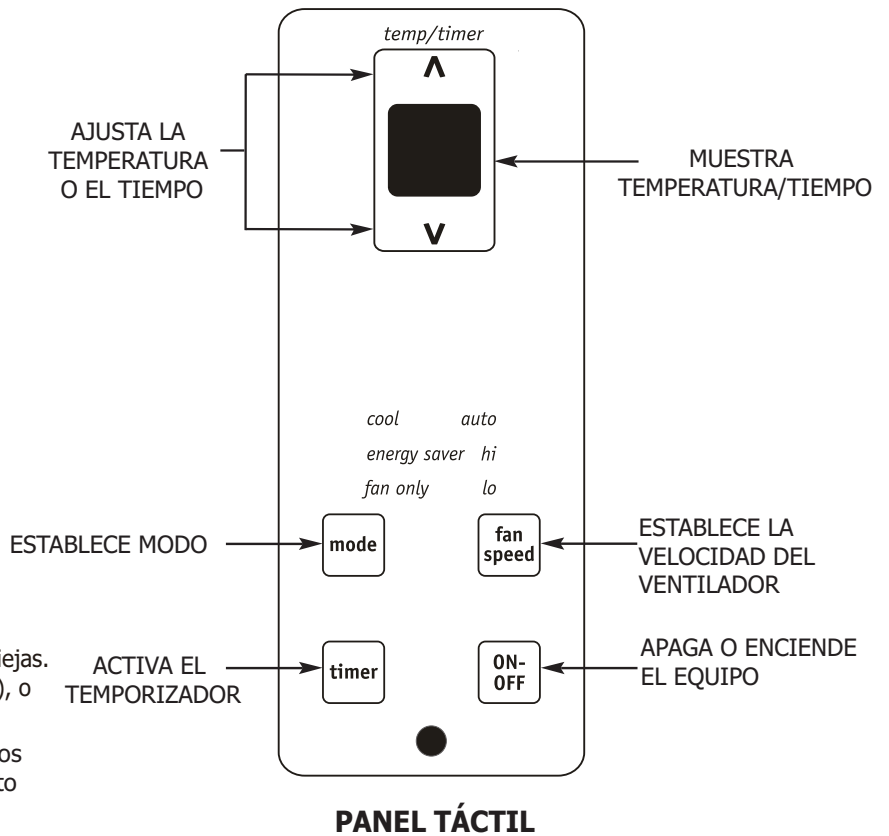 temp/timer
AJUSTA LA
TEMPERATURA
O EL TIEMPO
MUESTRA
TEMPERATURA/TIEMPO
cool auto
energy saver hi
fan only lo
ESTABLECE MODO
mode
fan
speed
ESTABLECE LA
VELOCIDAD DEL
VENTILADOR
ACTIVA EL
TEMPORIZADOR
timer
ON-
OFF
APAGA O ENCIENDE
EL EQUIPO
), o
PANEL TÁCTIL